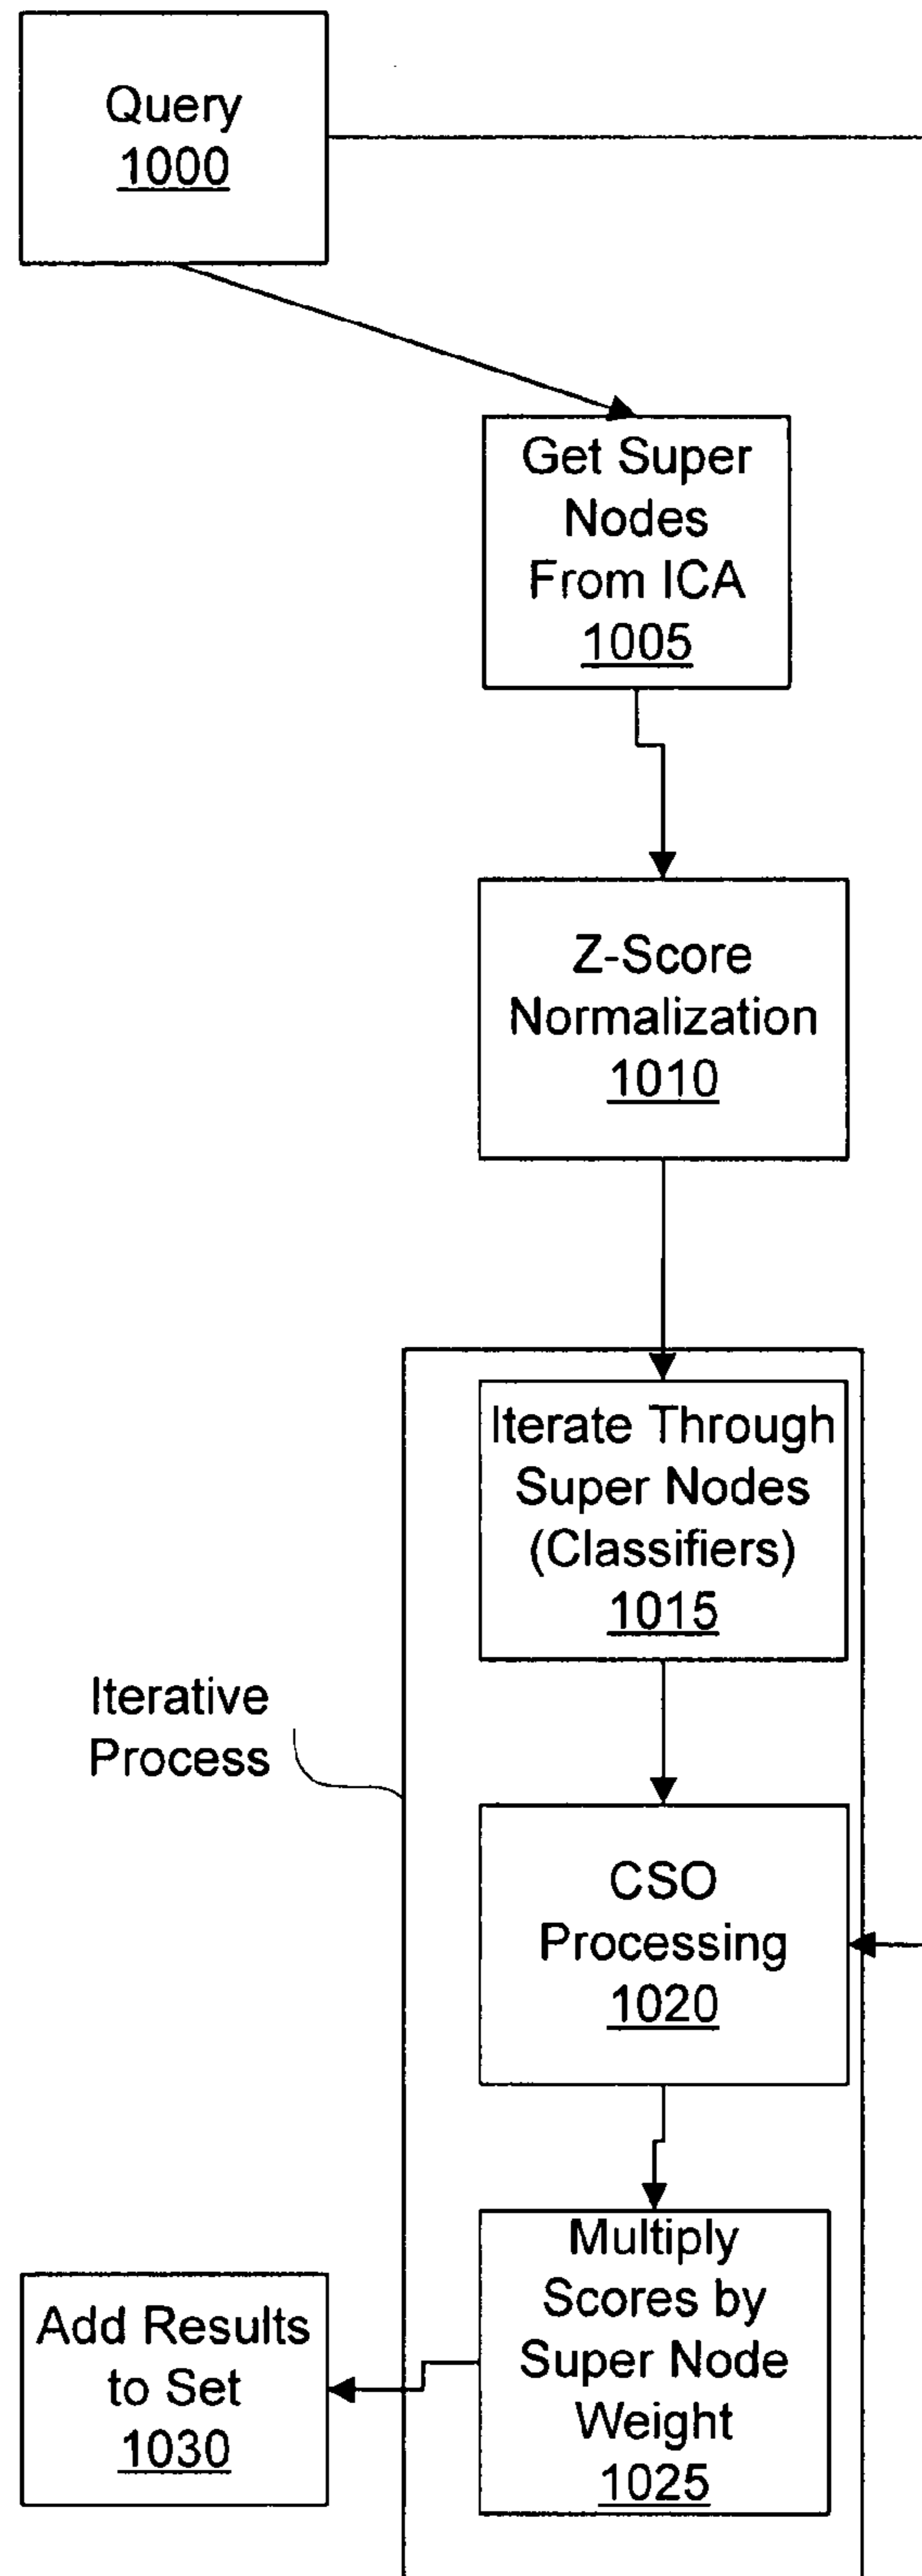 Query
1000
Get Super
Nodes
From ICA
1005
Z-Score
Normalization
1010
Iterate Through
Super Nodes
(Classifiers)
1015
Iterative
Process
CSO
Processing
1020
Multiply
Scores by
Super Node
Weight
1025
Add Results
to Set
1030